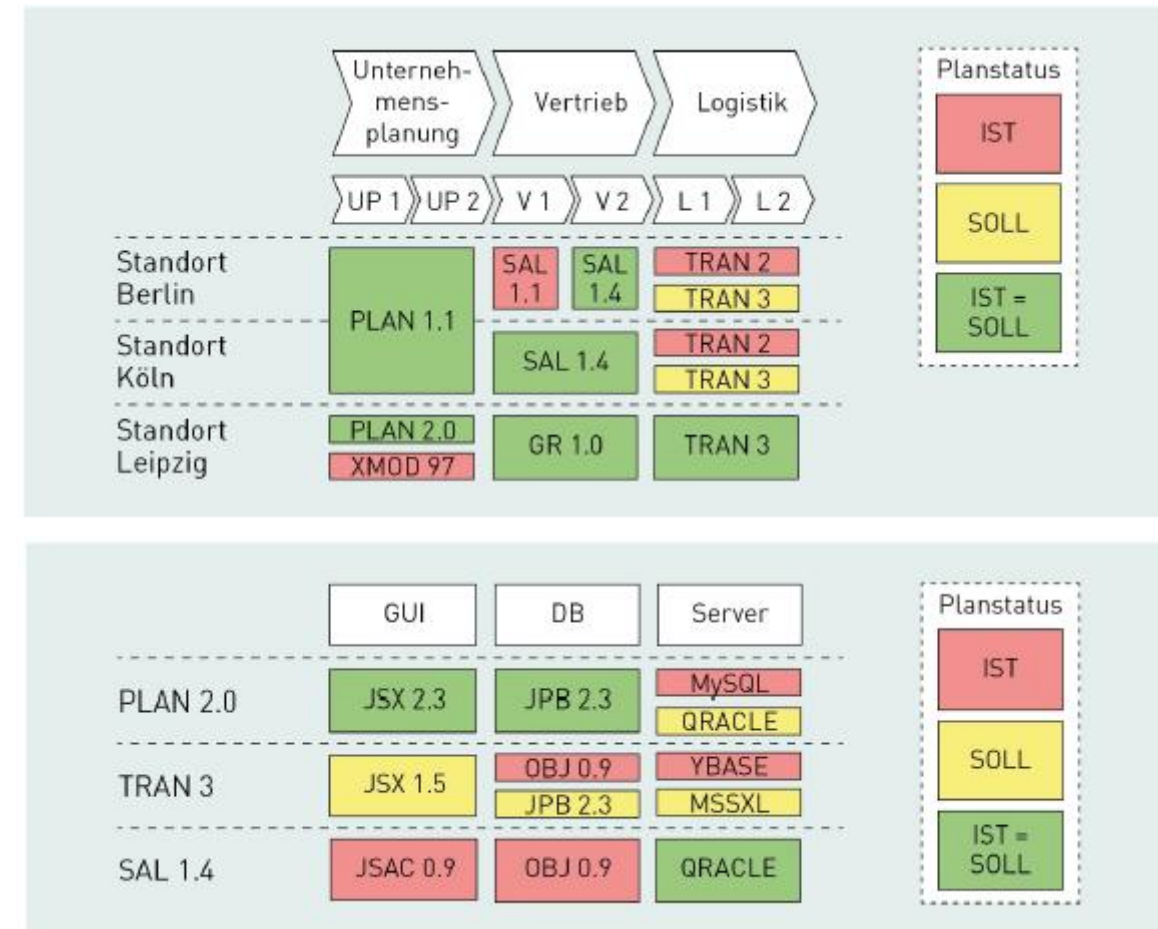 Unterneh-
mens-
planung
Vertrieb
Logistik
UP 1
UP 2
V 1
V 2
L 1
L 2
Standort
Berlin
PLAN 1.1
SAL
1.1
SAL
1.4
TRAN 2
TRAN 3
Standort
Köln
SAL 1.4
TRAN 2
TRAN 3
Standort
Leipzig
PLAN 2.0
XMOD 97
GR 1.0
TRAN 3
Planstatus
IST
SOLL
IST =
SOLL
GUI
DB
Server
PLAN 2.0
JSX 2.3
JPB 2.3
MySQL
QRACLE
TRAN 3
JSX 1.5
OBJ 0.9
JPB 2.3
YBASE
MSSXL
SAL 1.4
JSAC 0.9
OBJ 0.9
QRACLE
Planstatus
IST
SOLL
IST =
SOLL